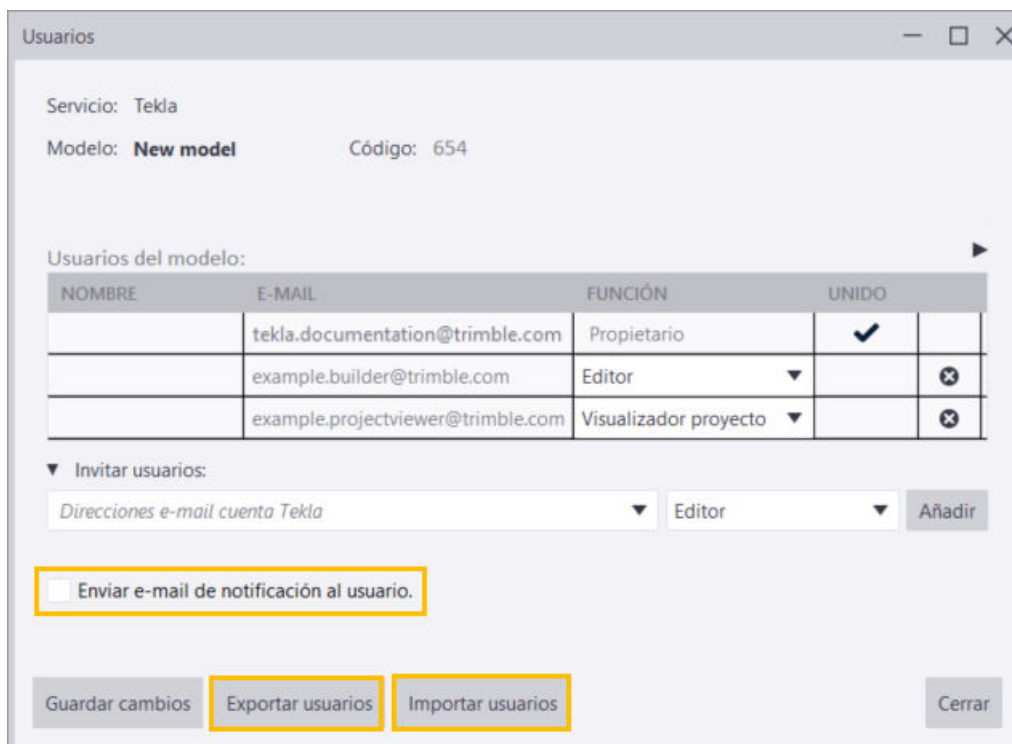 Usuarios
Servicio: Tekla
Modelo: New model Código: 654
Usuarios del modelo:
NOMBRE E-MAIL FUNCIÓN UNIDO
tekla.documentation@trimble.com Propietario
example.builder@trimble.com Editor
example.projectviewer@trimble.com Visualizador proyecto
Invitar usuarios:
Direcciones e-mail cuenta Tekla Editor Añadir
Enviar e-mail de notificación al usuario.
Guardar cambios Exportar usuarios Importar usuarios Cerrar